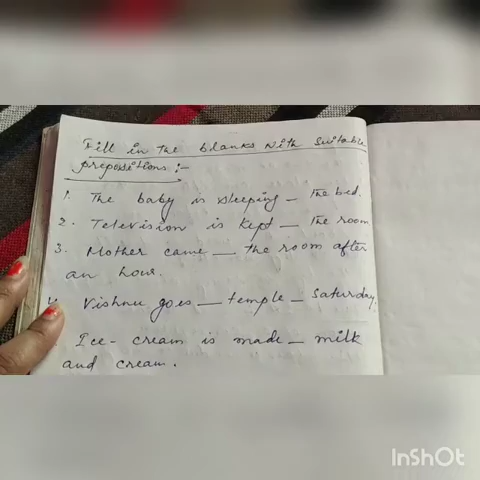 Fill in the blanks with suitable
prepositions :-
1. The baby is sleeping _ the bed.
2. Television is kept _ the room
3. Mother came _ the room after
an hour.
4. Vishnu goes _ temple _ Saturday.
Ice-cream is made _ milk
and cream.
InShOt